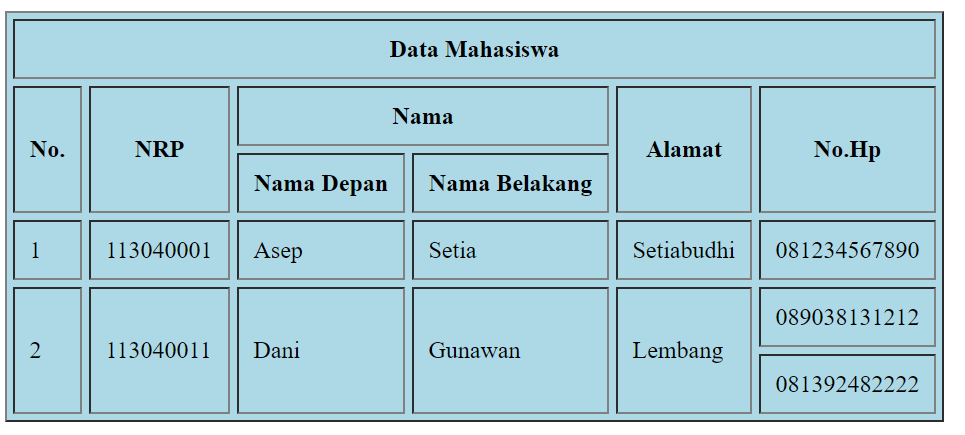 Data Mahasiswa
No. NRP Nama Alamat No.Hp
Nama Depan Nama Belakang
1 113040001 Asep Setia Setiabudhi 081234567890
2 113040011 Dani Gunawan Lembang 089038131212
081392482222